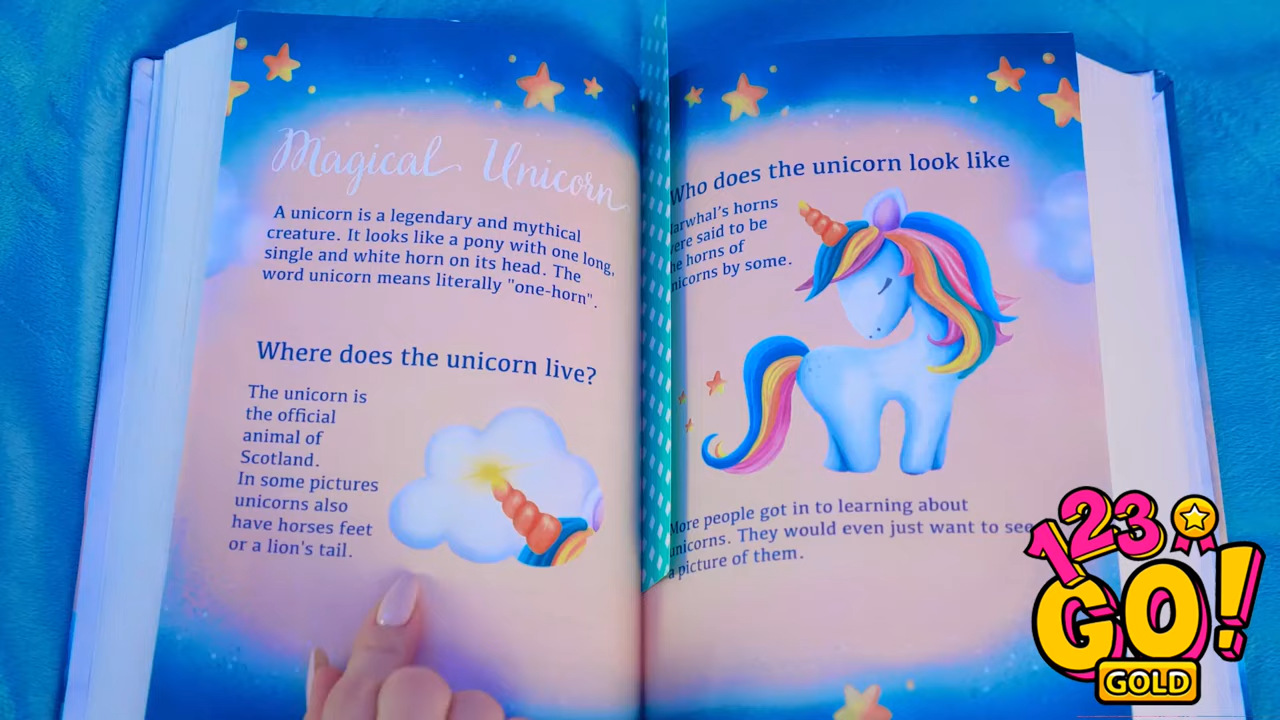 Magical Unicorn
A unicorn is a legendary and mythical
creature. It looks like a pony with one long,
single and white horn on its head. The
word unicorn means literally "one-horn".
Where does the unicorn live?
The unicorn is
the official
animal of
Scotland.
In some pictures
unicorns also
have horses feet
or a lion's tail.
Who does the unicorn look like
arwhal's horns
ere said to be
he horns of
nicorns by some.
More people got in to learning about
unicorns. They would even just want to see
a picture of them.
123
GO!
GOLD